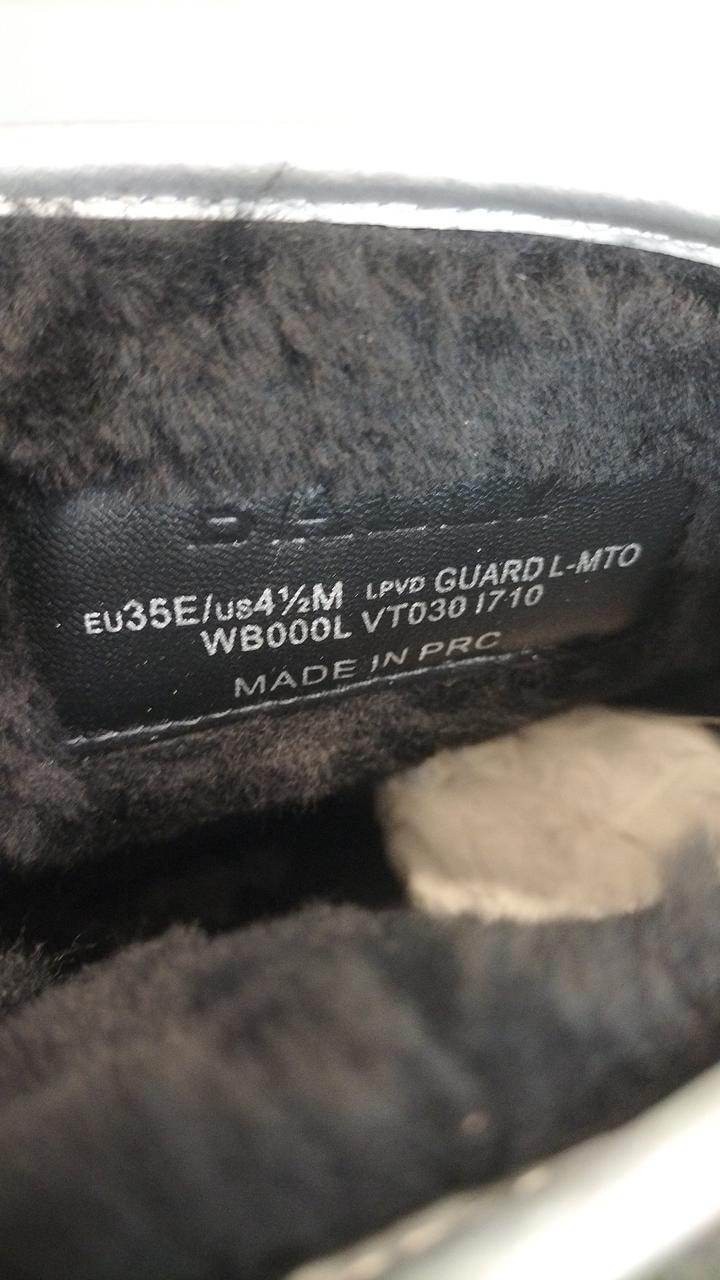 EU35E/US4½M LPVD GUARD L-MTO
WB000L VT030 I710
MADE IN PRC